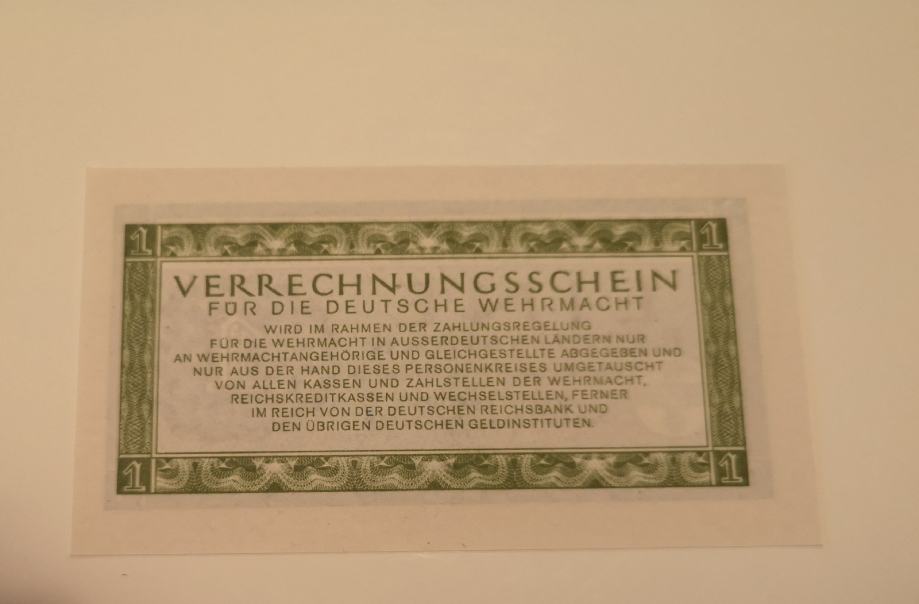 1 1
VERRECHNUNGSSCHEIN
FÜR DIE DEUTSCHE WEHRMACHT
WIRD IM RAHMEN DER ZAHLUNGSREGELUNG
FÜR DIE WEHRMACHT IN AUSSERDEUTSCHEN LÄNDERN NUR
AN WEHRMACHTANGEHÖRIGE UND GLEICHGESTELLTE ABGEGEBEN UND
NUR AUS DER HAND DIESES PERSONENKREISES UMGETAUSCHT
VON ALLEN KASSEN UND ZAHLSTELLEN DER WEHRMACHT,
REICHSKREDITKASSEN UND WECHSELSTELLEN, FERNER
IM REICH VON DER DEUTSCHEN REICHSBANK UND
DEN ÜBRIGEN DEUTSCHEN GELDINSTITUTEN.
1 1